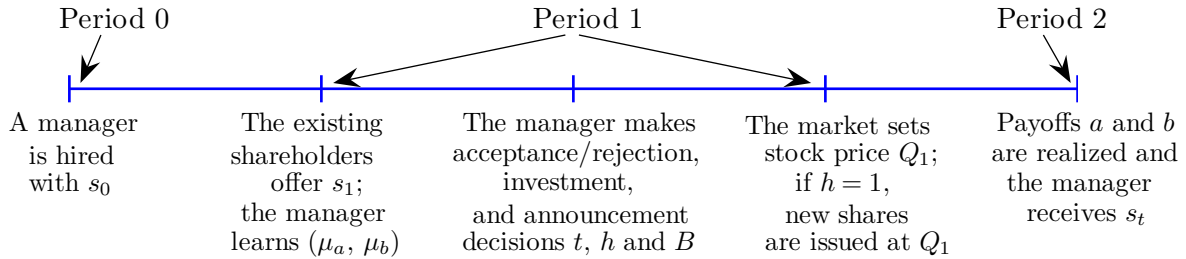 Period 0
Period 1
Period 2
A manager
is hired
with s₀
The existing
shareholders
offer s₁;
the manager
learns (μₐ, μ_b)
The manager makes
acceptance/rejection,
investment,
and announcement
decisions t, h and B
The market sets
stock price Q₁;
if h = 1,
new shares
are issued at Q₁
Payoffs a and b
are realized and
the manager
receives sₜ